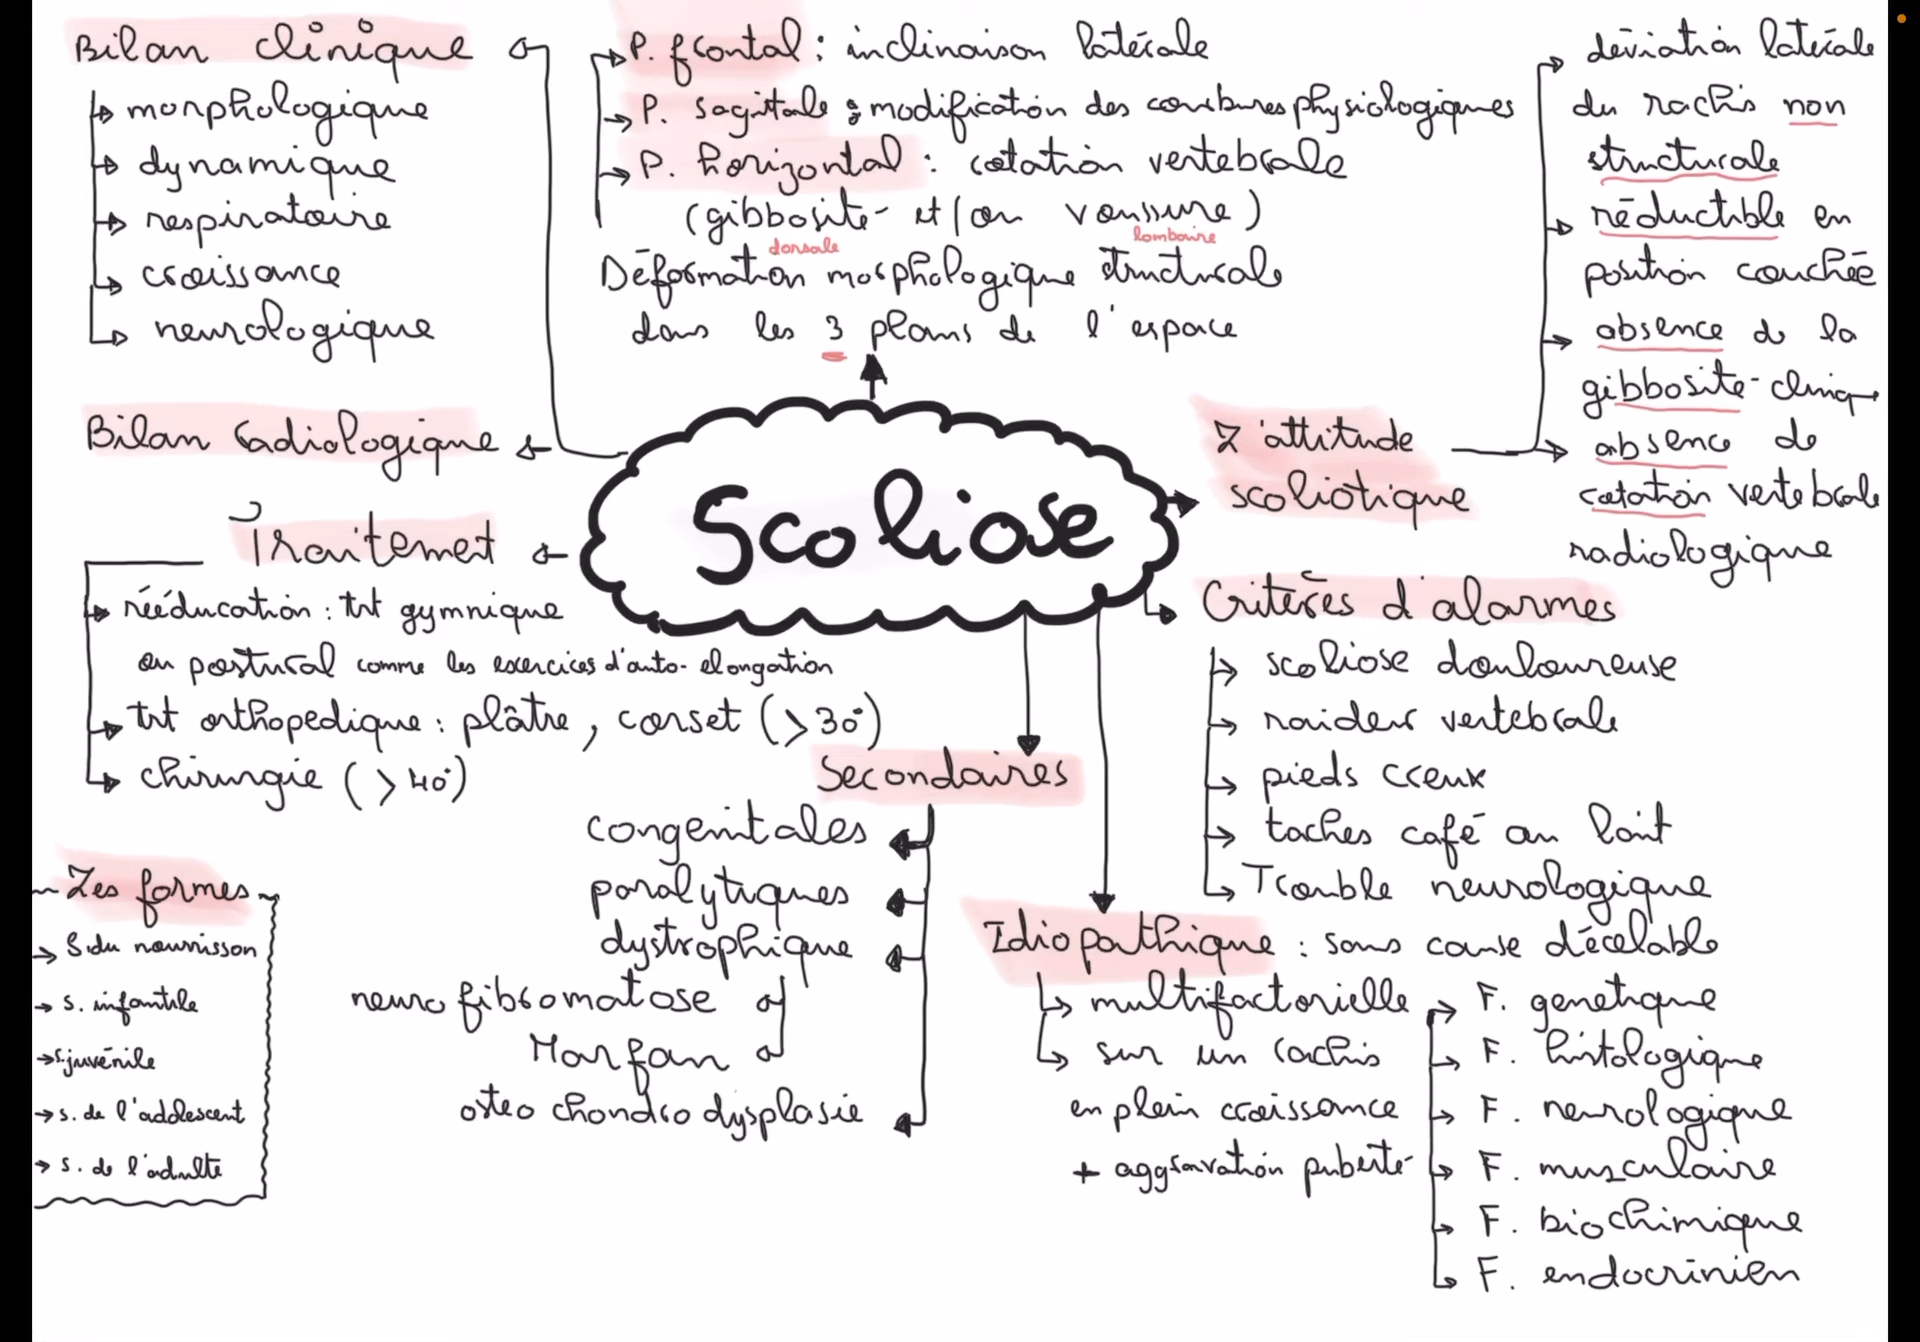 Bilan clinique
morphologique
dynamique
respiratoire
croissance
neurologique
P. frontal : inclinaison latérale
P. sagittale : modification des courbures physiologiques
P. horizontal : rotation vertebrale
(gibbosité et/ou voussure)
dorsale
lombaire
Déformation morphologique structurale
dans les 3 plans de l'espace
Scoliose
Bilan radiologique
Traitement
rééducation : trt gymnique
ou postural comme les exercices d'auto-elongation
trt orthopedique : plâtre, corset (>30°)
chirurgie (>40°)
Les formes
S.du nourrisson
s. infantile
s.juvénile
s. de l'adolescent
s. de l'adulte
Secondaires
congenitales
paralytiques
dystrophique
neurofibromatose
Marfan
osteo chondro dysplasie
L'attitude
scoliotique
déviation latérale
du rachis non
structurale
réductible en
position couchée
absence de la
gibbosité cliniq
absence de
rotation vertebrale
radiologique
Critères d'alarmes
scoliose douloureuse
raideur vertebrale
pieds creux
taches café au lait
Trouble neurologique
Idiopathique : sans cause décelable
multifactorielle
sur un rachis
en plein croissance
+ aggravation puberté
F. genetique
F. histologique
F. neurologique
F. musculaire
F. biochimique
F. endocrinien